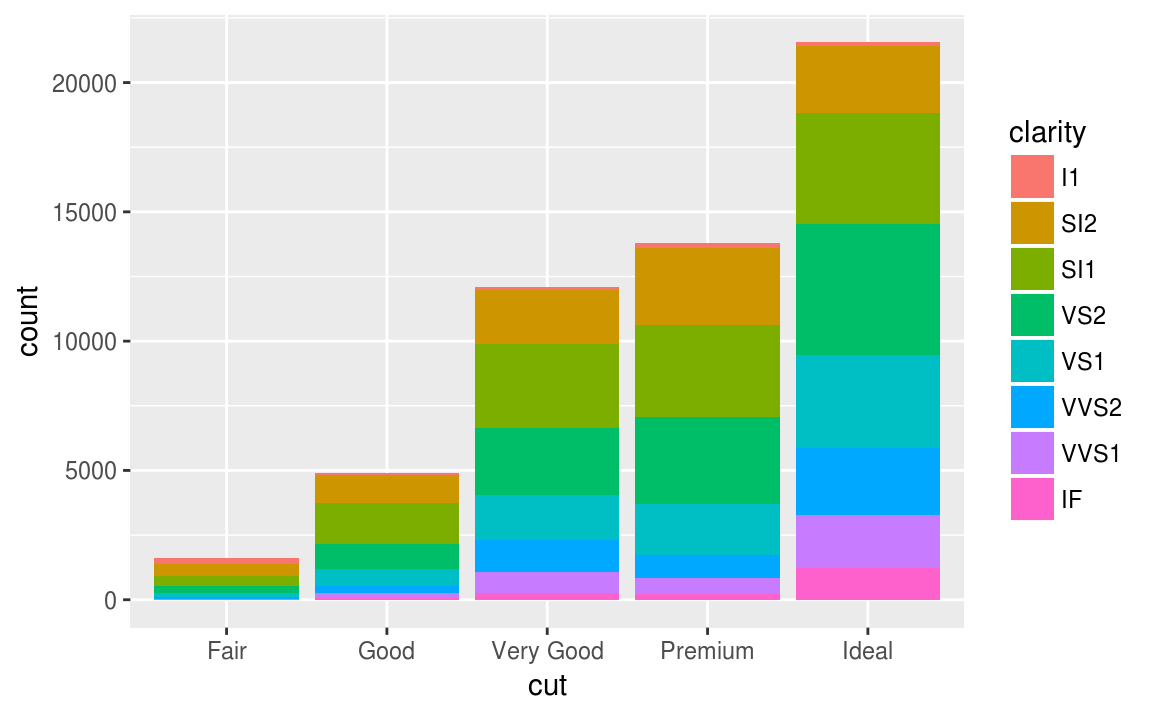 20000
15000
10000
5000
0
count
Fair Good Very Good Premium Ideal
cut
clarity
I1
SI2
SI1
VS2
VS1
VVS2
VVS1
IF